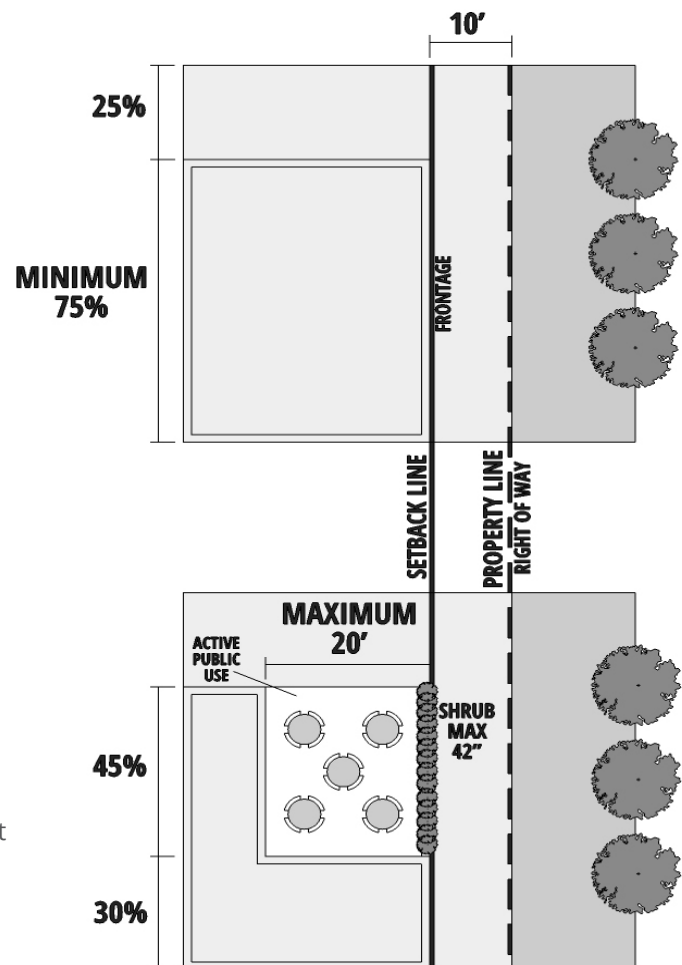 10’
25%
MINIMUM
75%
FRONTAGE
SETBACK LINE
PROPERTY LINE
RIGHT OF WAY
MAXIMUM
20’
ACTIVE
PUBLIC
USE
SHRUB
MAX
42”
45%
t
30%